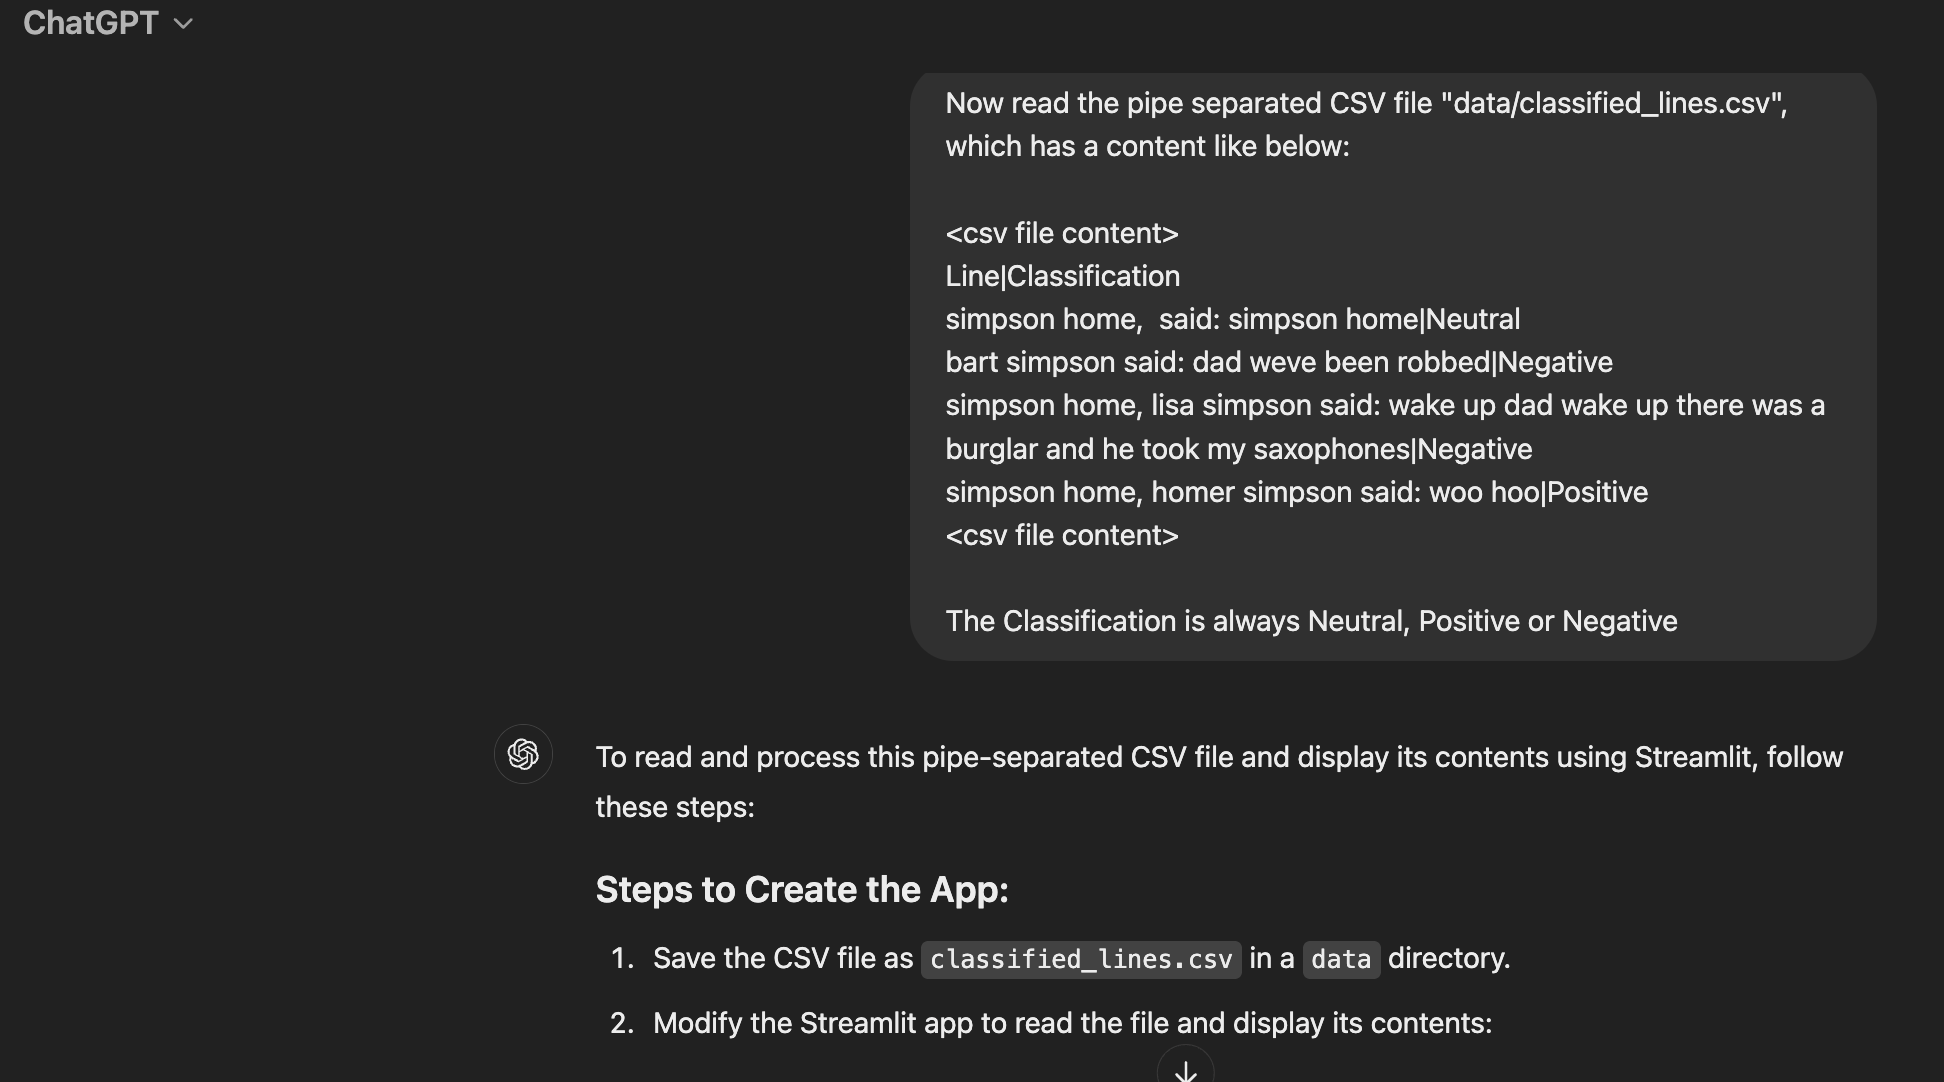 ChatGPT
Now read the pipe separated CSV file "data/classified_lines.csv",
which has a content like below:
<csv file content>
Line|Classification
simpson home,  said: simpson home|Neutral
bart simpson said: dad weve been robbed|Negative
simpson home, lisa simpson said: wake up dad wake up there was a
burglar and he took my saxophones|Negative
simpson home, homer simpson said: woo hoo|Positive
<csv file content>
The Classification is always Neutral, Positive or Negative
To read and process this pipe-separated CSV file and display its contents using Streamlit, follow
these steps:
Steps to Create the App:
1. Save the CSV file as classified_lines.csv in a data directory.
2. Modify the Streamlit app to read the file and display its contents: